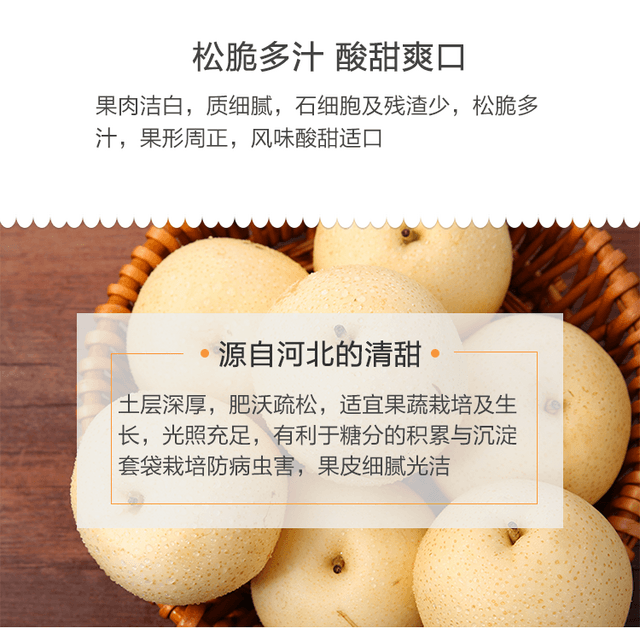 松脆多汁 酸甜爽口
果肉洁白，质细腻，石细胞及残渣少，松脆多
汁，果形周正，风味酸甜适口
源自河北的清甜
土层深厚，肥沃疏松，适宜果蔬栽培及生
长，光照充足，有利于糖分的积累与沉淀
套袋栽培防病虫害，果皮细腻光洁